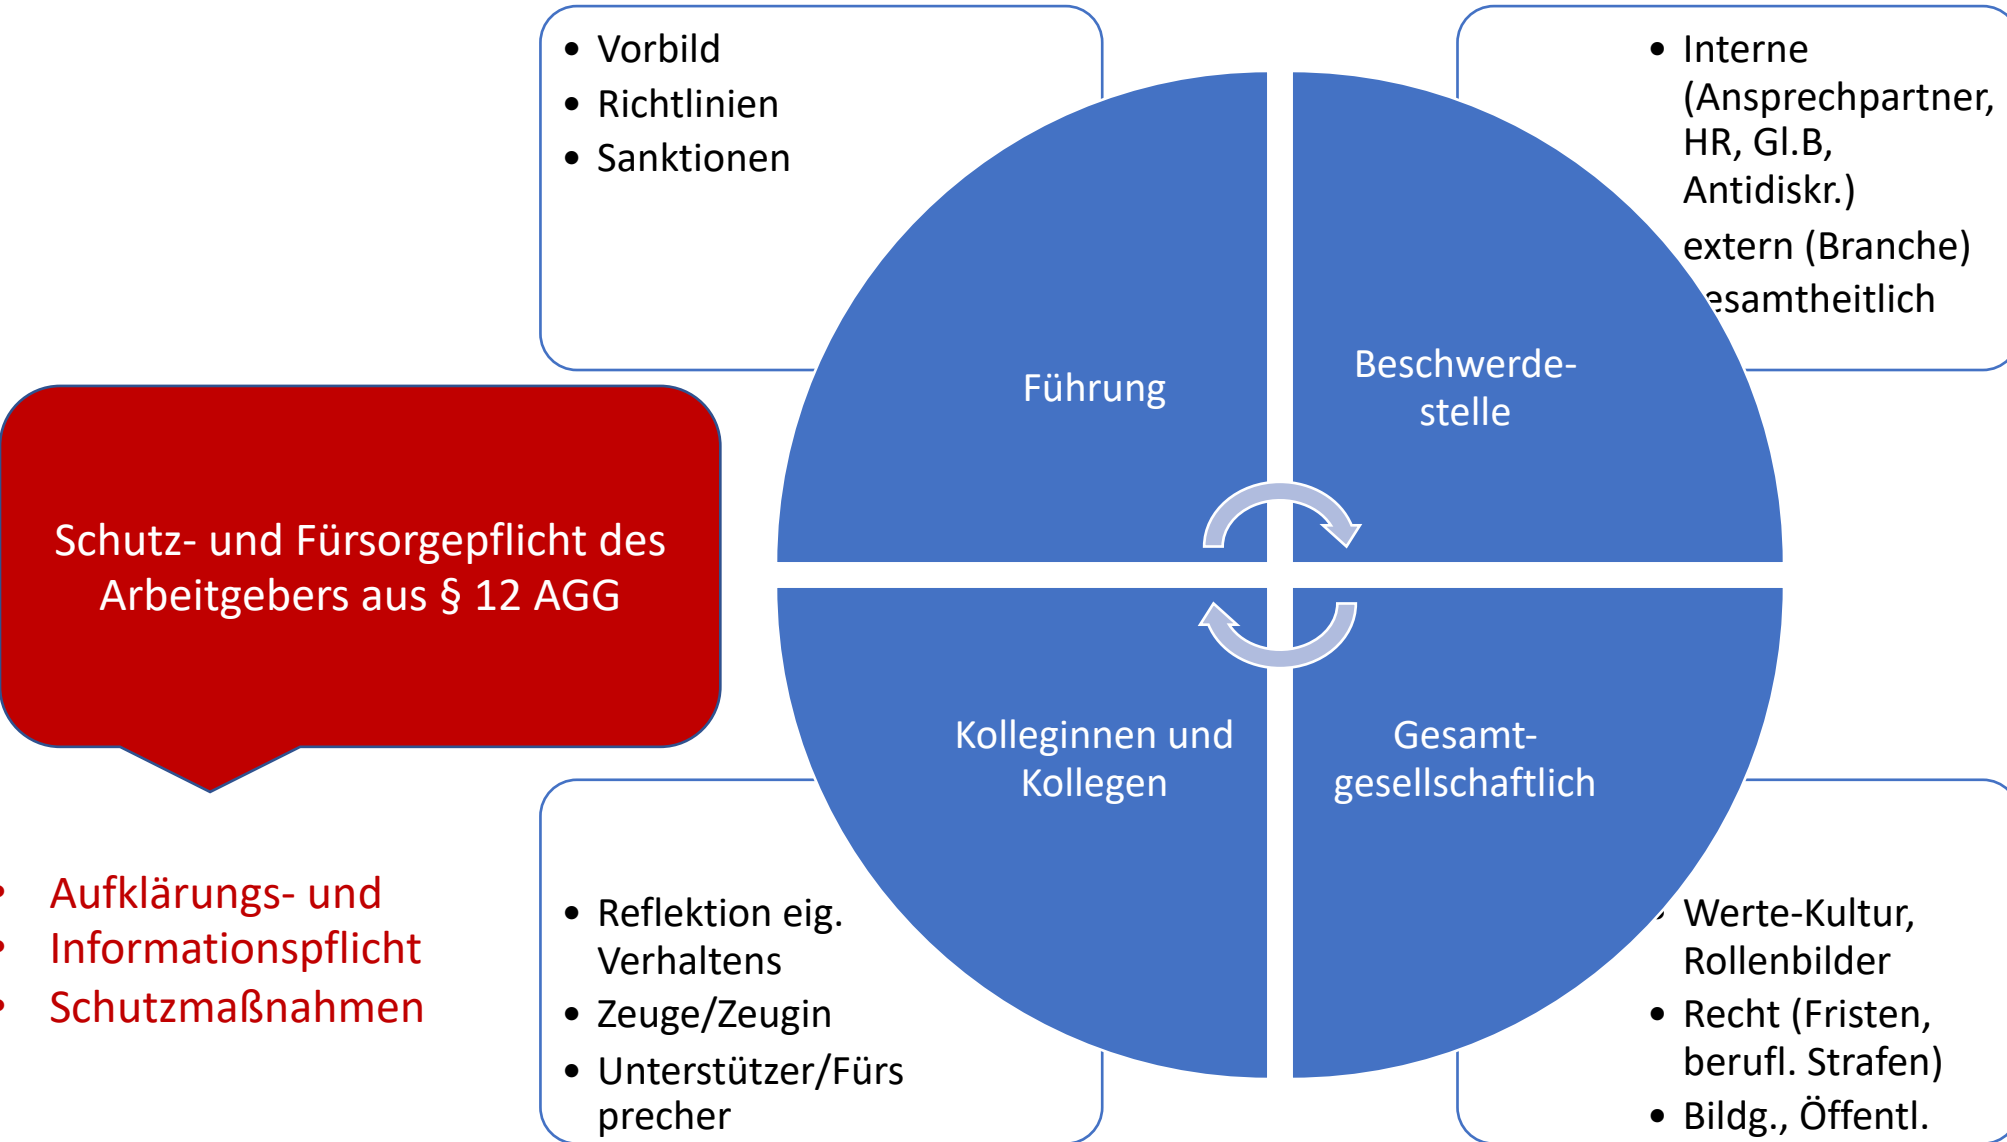 • Vorbild
• Richtlinien
• Sanktionen
• Interne
(Ansprechpartner,
HR, Gl.B,
Antidiskr.)
extern (Branche)
esamtheitlich
Führung
Beschwerde-
stelle
Schutz- und Fürsorgepflicht des
Arbeitgebers aus § 12 AGG
Kolleginnen und
Kollegen
Gesamt-
gesellschaftlich
• Aufklärungs- und
• Informationspflicht
• Schutzmaßnahmen
• Reflektion eig.
Verhaltens
• Zeuge/Zeugin
• Unterstützer/Fürs
precher
• Werte-Kultur,
Rollenbilder
• Recht (Fristen,
berufl. Strafen)
• Bildg., Öffentl.